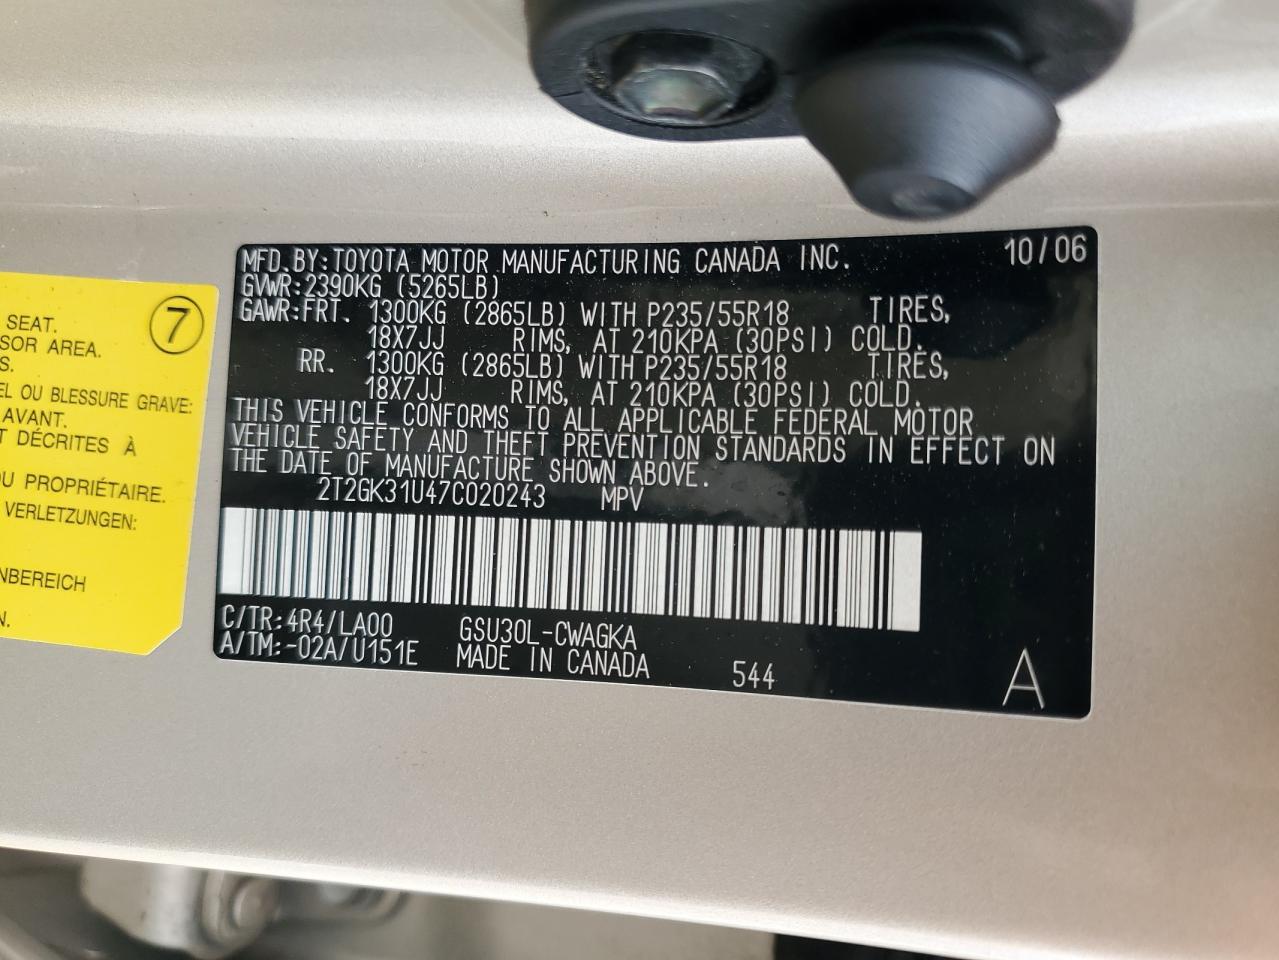 SEAT.
SOR AREA.
S.
EL OU BLESSURE GRAVE:
AVANT.
T DÉCRITES À
U PROPRIÉTAIRE.
VERLETZUNGEN:
NBEREICH
N.
7
MFD. BY: TOYOTA MOTOR MANUFACTURING CANADA INC. 10/06
GVWR: 2390KG (5265LB)
GAWR: FRT. 1300KG (2865LB) WITH P235/55R18 TIRES,
18X7JJ RIMS, AT 210KPA (30PSI) COLD.
RR. 1300KG (2865LB) WITH P235/55R18 TIRES,
18X7JJ RIMS, AT 210KPA (30PSI) COLD.
THIS VEHICLE CONFORMS TO ALL APPLICABLE FEDERAL MOTOR
VEHICLE SAFETY AND THEFT PREVENTION STANDARDS IN EFFECT ON
THE DATE OF MANUFACTURE SHOWN ABOVE.
2T2GK31U47C020243 MPV
C/TR: 4R4/LA00 GSU30L-CWAGKA
A/TM:-02A/U151E MADE IN CANADA 544 A